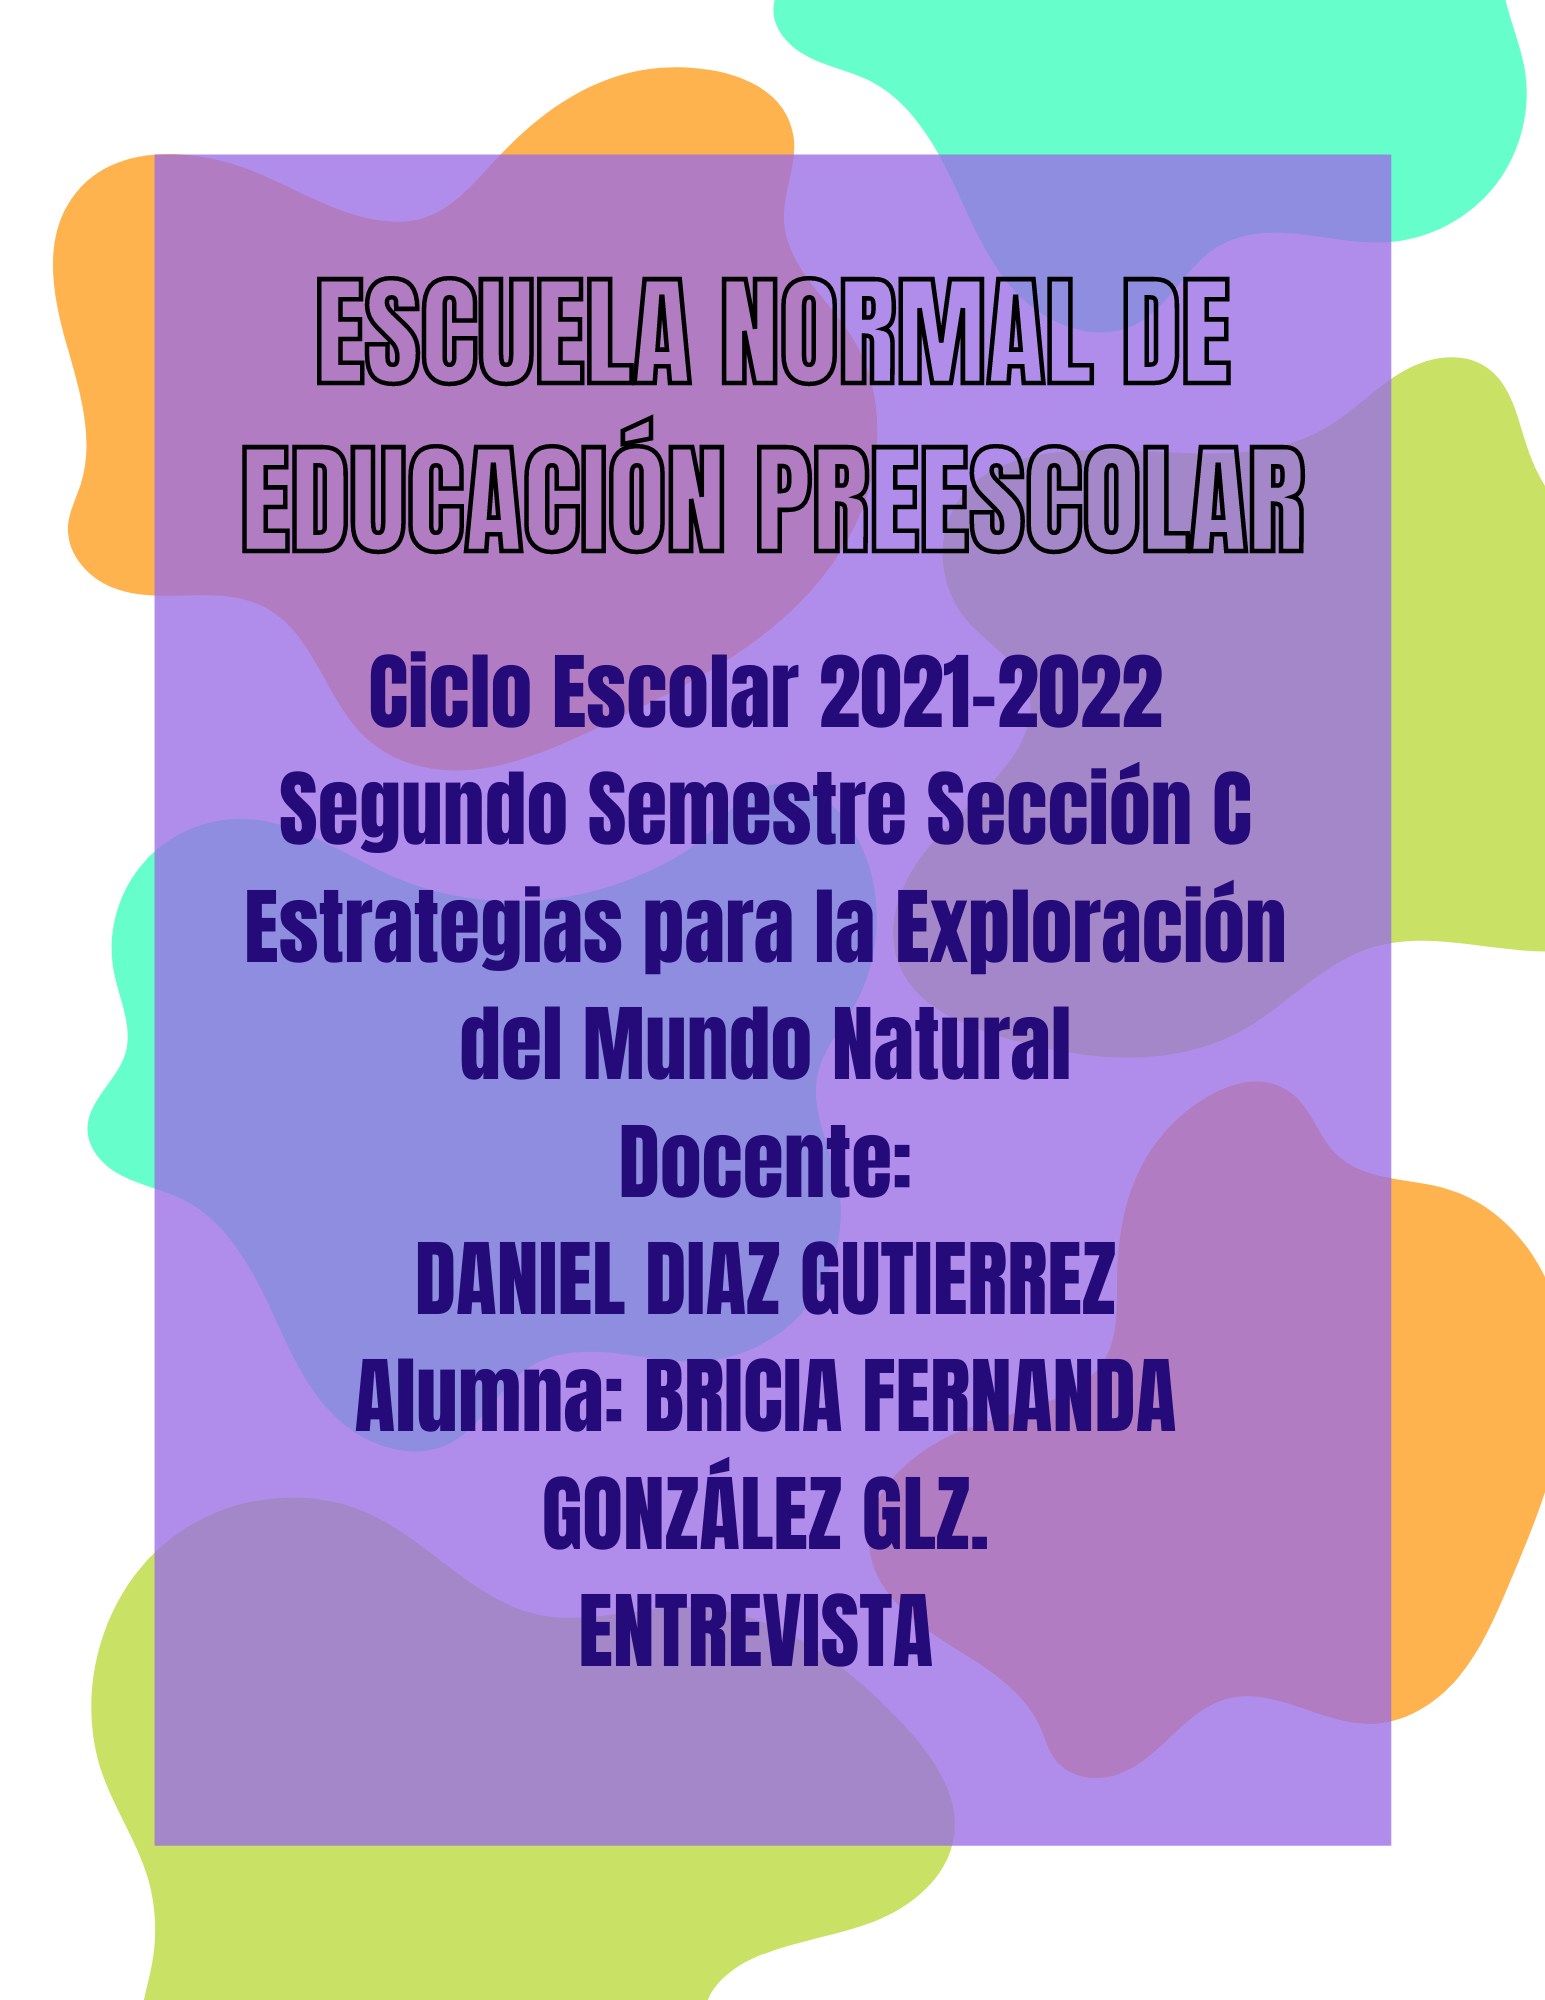 ESCUELA NORMAL DE
EDUCACIÓN PREESCOLAR
Ciclo Escolar 2021-2022
Segundo Semestre Sección C
Estrategias para la Exploración
del Mundo Natural
Docente:
DANIEL DIAZ GUTIERREZ
Alumna: BRICIA FERNANDA
GONZÁLEZ GLZ.
ENTREVISTA